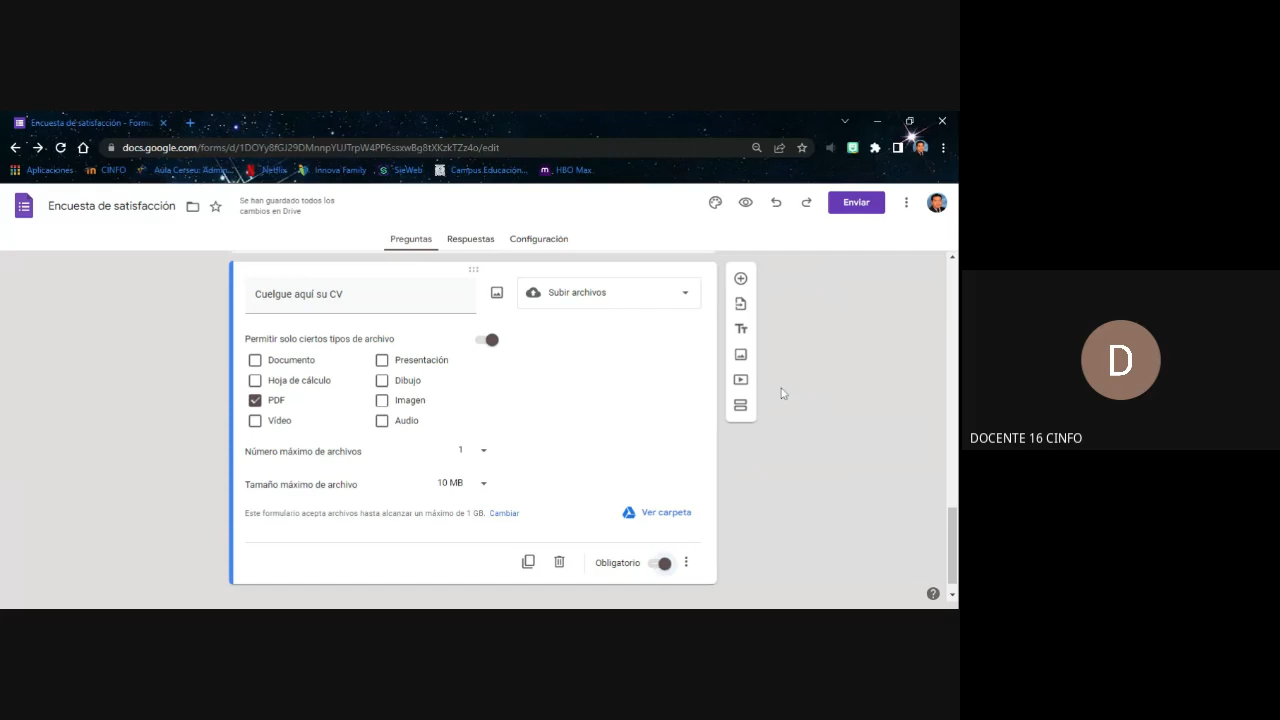 Encuesta de satisfacción - Form
docs.google.com/forms/d/1DOYy8fGJ29DMnnpYUJTrpW4PP6ssxwBg8tXKzkTZz4o/edit
Aplicaciones CINFO Aula Cerseu: Admin... Netflix Innova Family SieWeb Campus Educación... HBO Max
Encuesta de satisfacción
Se han guardado todos los
cambios en Drive
Enviar
Preguntas Respuestas Configuración
Cuelgue aquí su CV
Subir archivos
Permitir solo ciertos tipos de archivo
Documento Presentación
Hoja de cálculo Dibujo
PDF Imagen
Vídeo Audio
Número máximo de archivos 1
Tamaño máximo de archivo 10 MB
Este formulario acepta archivos hasta alcanzar un máximo de 1 GB. Cambiar
Ver carpeta
Obligatorio
Tт
D
DOCENTE 16 CINFO